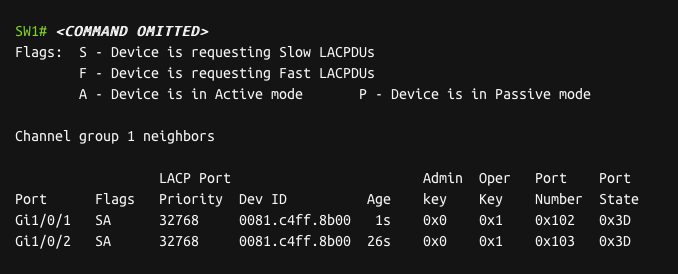 SW1# <COMMAND OMITTED>
Flags:  S - Device is requesting Slow LACPDUs
        F - Device is requesting Fast LACPDUs
        A - Device is in Active mode       P - Device is in Passive mode
Channel group 1 neighbors
                  LACP Port                        Admin  Oper   Port    Port
Port      Flags   Priority  Dev ID          Age    key    Key    Number  State
Gi1/0/1   SA      32768     0081.c4ff.8b00   1s    0x0    0x1    0x102   0x3D
Gi1/0/2   SA      32768     0081.c4ff.8b00  26s    0x0    0x1    0x103   0x3D